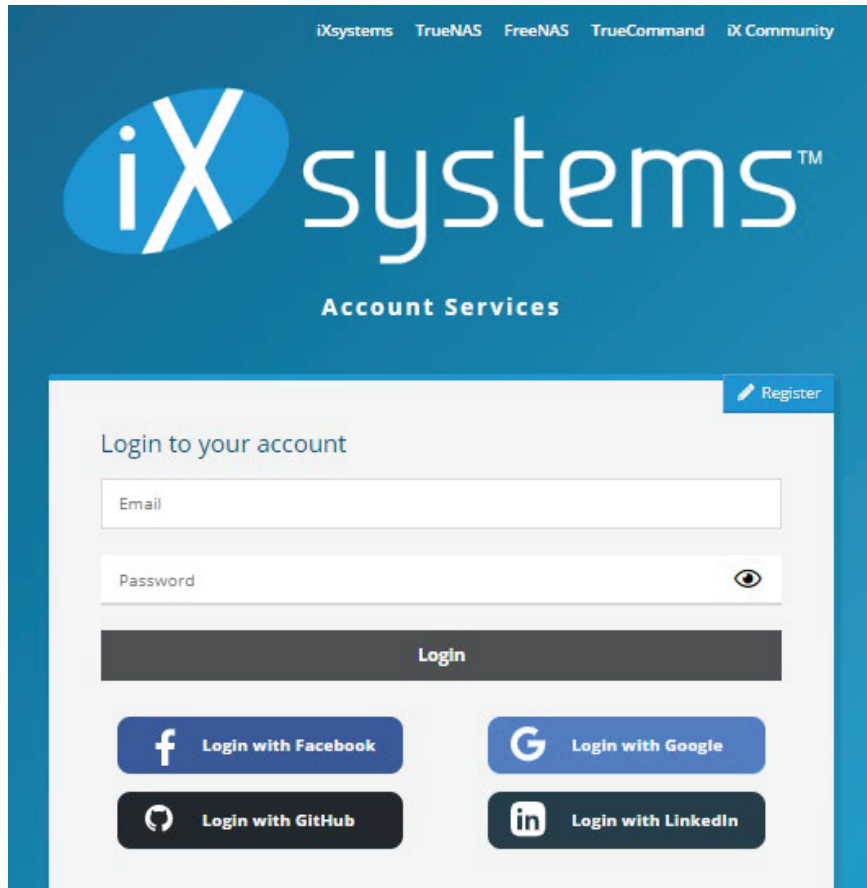 iXsystems TrueNAS FreeNAS TrueCommand iX Community
iX systems™
Account Services
Register
Login to your account
Email
Password
Login
Login with Facebook Login with Google
Login with GitHub Login with LinkedIn